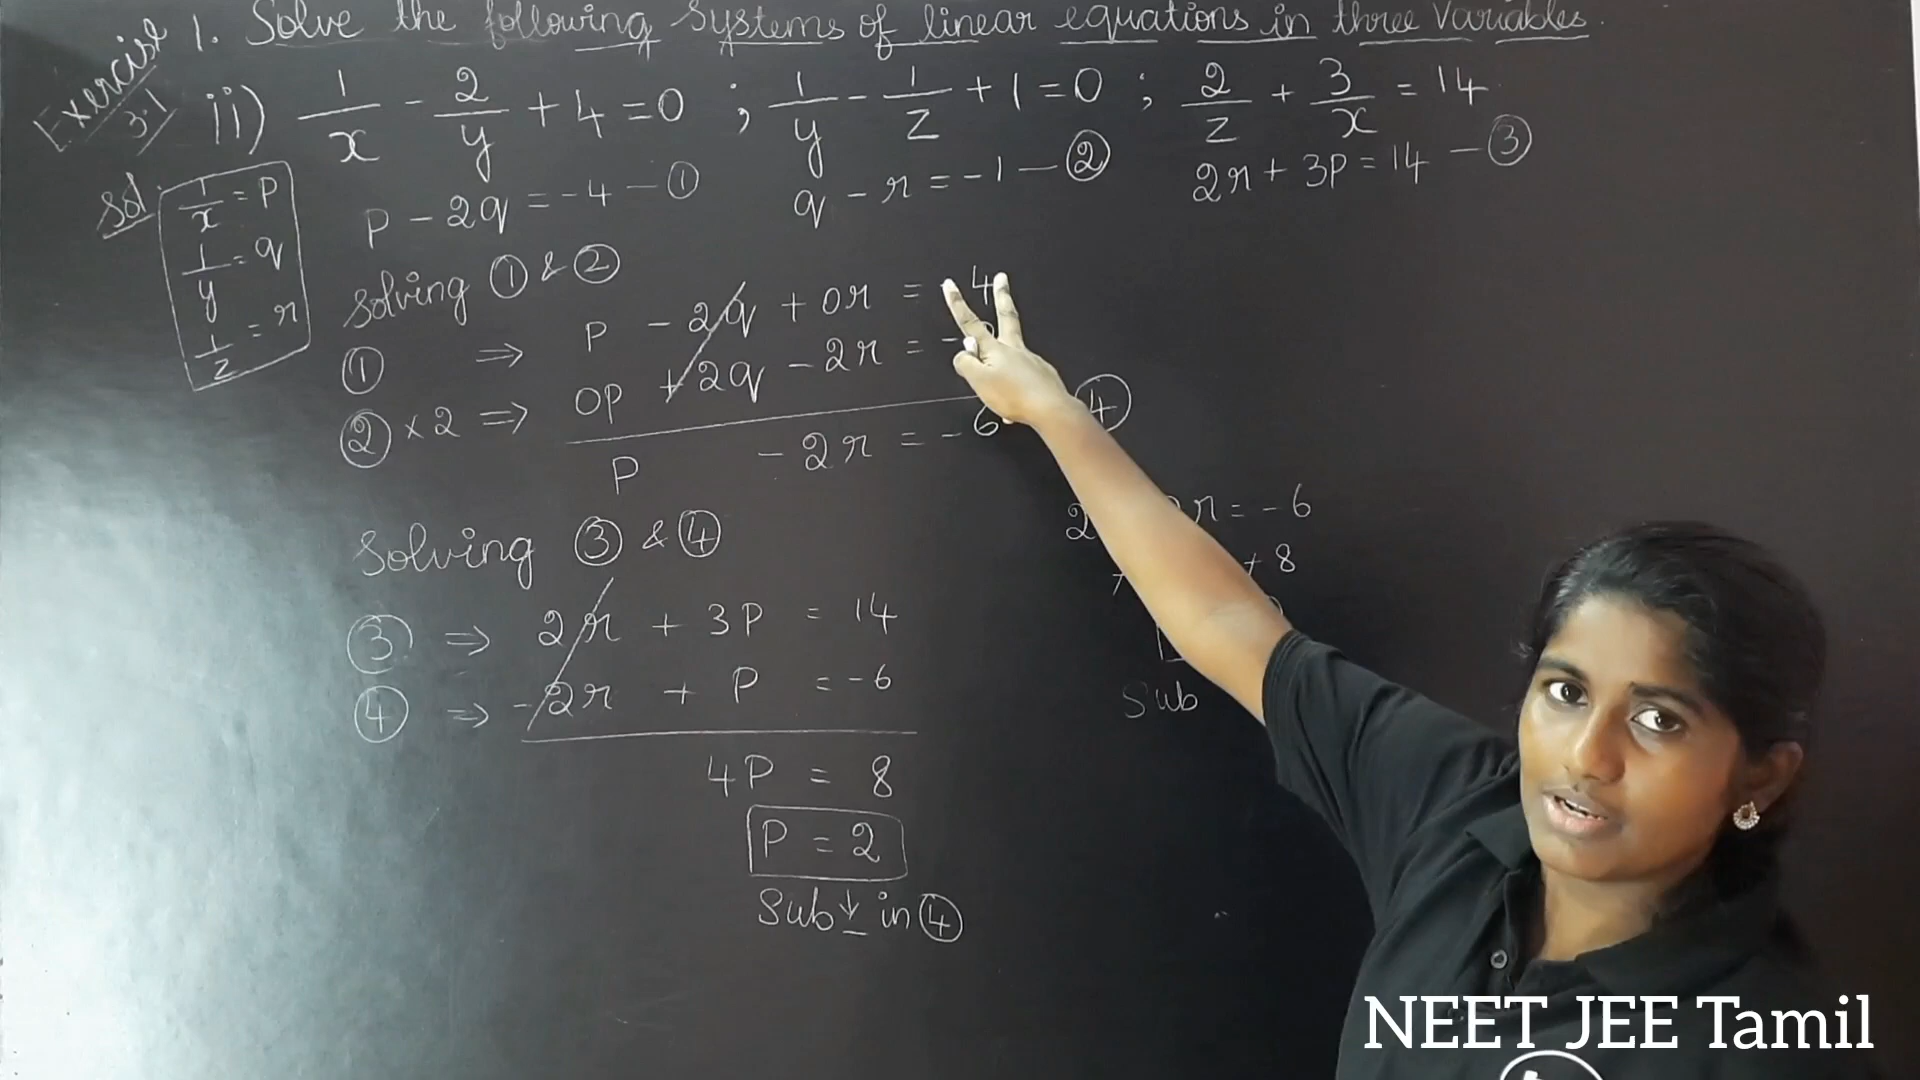 Exercise 3.1
1. Solve the following systems of linear equations in three variables.
ii) 1/x - 2/y + 4 = 0 ; 1/y - 1/z + 1 = 0 ; 2/z + 3/x = 14
Sol.
1/x = p
1/y = q
1/z = r
p - 2q = -4 - ①
q - r = -1 - ②
2r + 3p = 14 - ③
Solving ① & ②
① ⇒ p - 2q + 0r = 4
② × 2 ⇒ 0p + 2q - 2r = -
p - 2r = -6 ④
Solving ③ & ④
③ ⇒ 2r + 3p = 14
④ ⇒ -2r + p = -6
4p = 8
p = 2
Sub ↓ in ④
2 r = -6
+ 8
Sub
NEET JEE Tamil